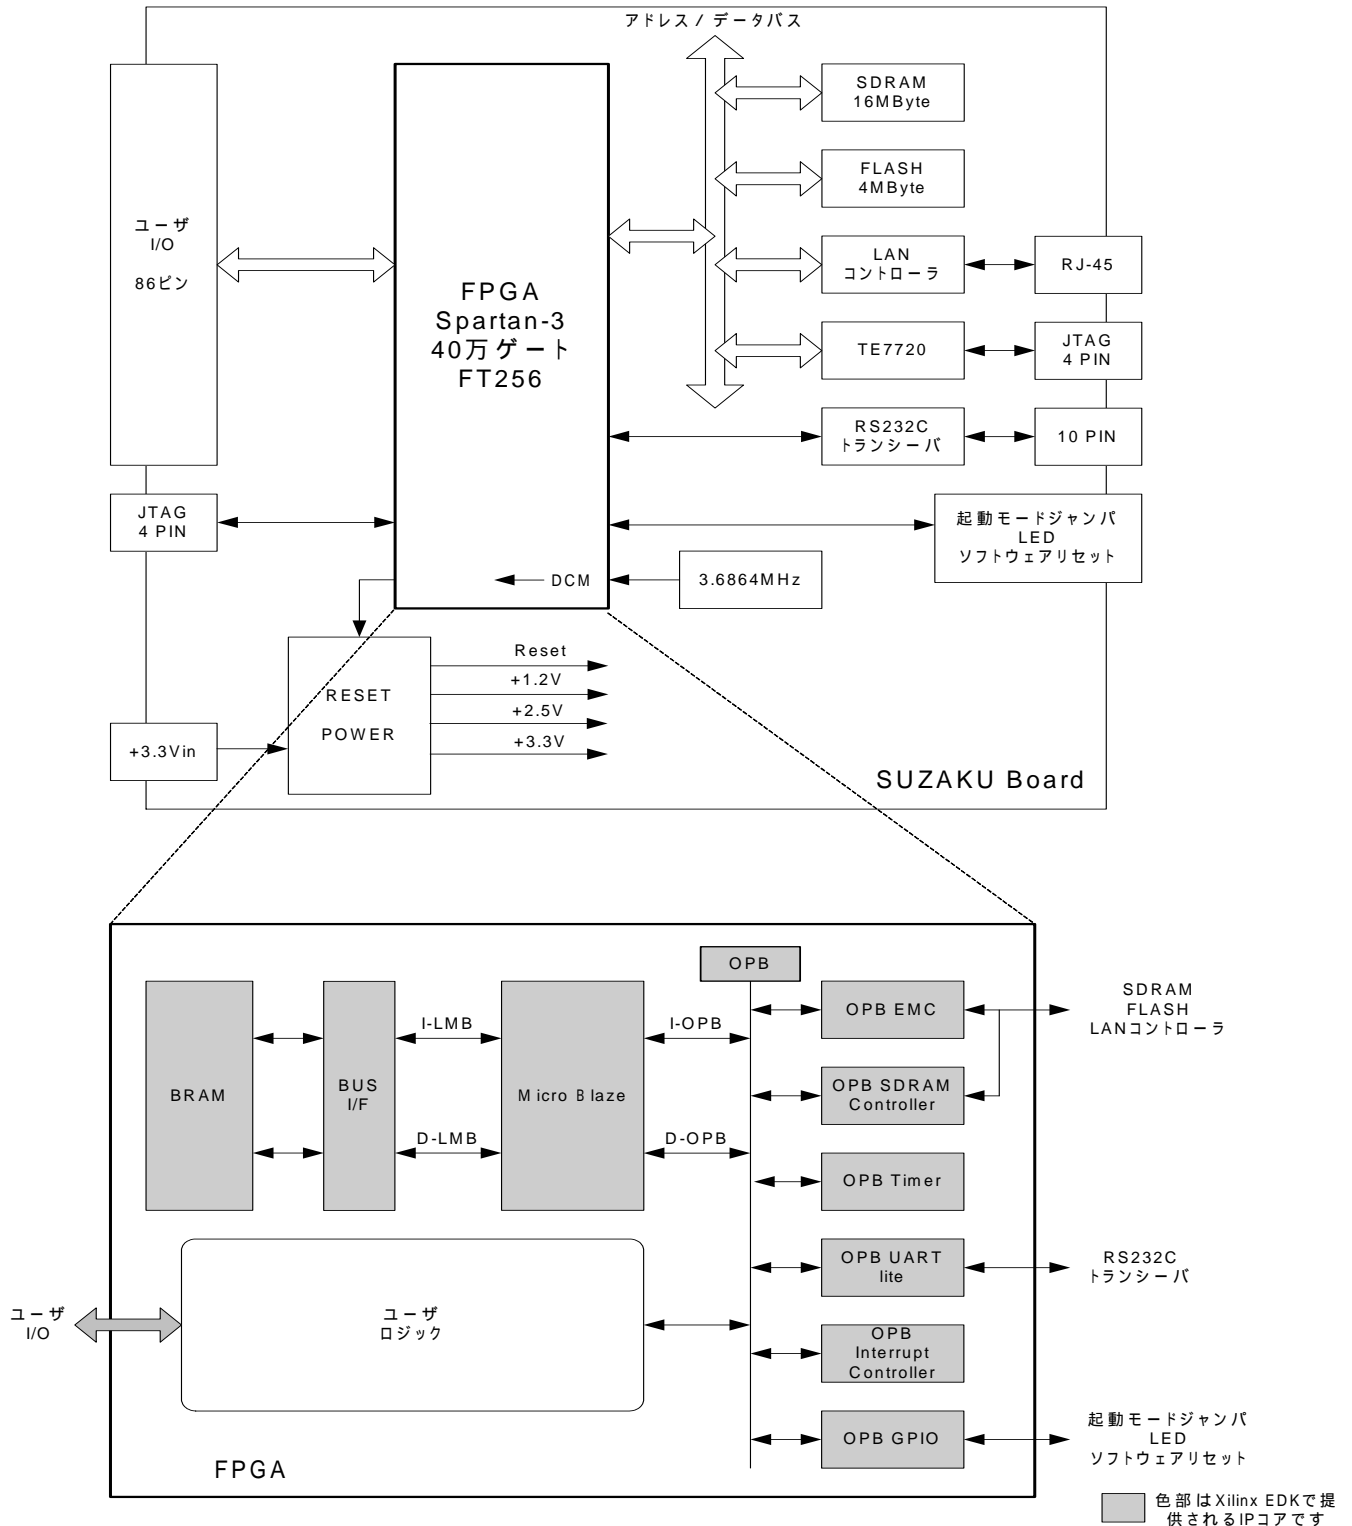 アドレス / データバス
SDRAM
16MByte
FLASH
4MByte
ユーザ
I/O
86ピン
LAN
コントローラ
RJ-45
FPGA
Spartan-3
40万ゲート
FT256
TE7720
JTAG
4 PIN
RS232C
トランシーバ
10 PIN
JTAG
4 PIN
起動モードジャンパ
LED
ソフトウェアリセット
DCM
3.6864MHz
RESET
POWER
Reset
+1.2V
+2.5V
+3.3V
+3.3Vin
SUZAKU Board
OPB
BRAM
BUS
I/F
I-LMB
D-LMB
Micro Blaze
I-OPB
D-OPB
OPB EMC
SDRAM
FLASH
LANコントローラ
OPB SDRAM
Controller
OPB Timer
OPB UART
lite
RS232C
トランシーバ
ユーザ
I/O
ユーザ
ロジック
OPB
Interrupt
Controller
OPB GPIO
起動モードジャンパ
LED
ソフトウェアリセット
FPGA
色部はXilinx EDKで提
供されるIPコアです